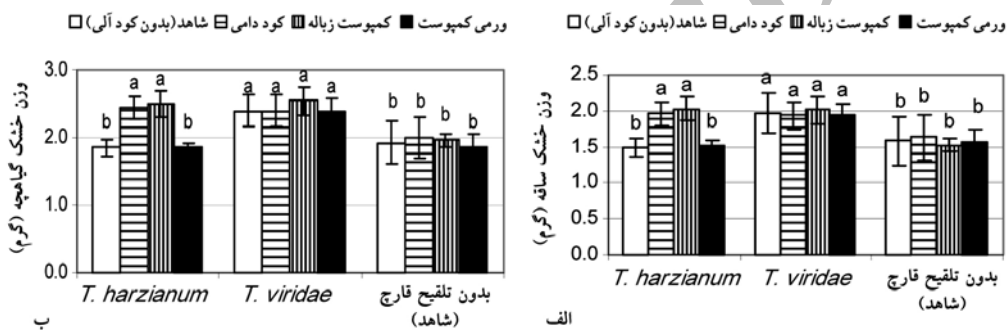 شاهد(بدون کود آلی) کود دامی کمپوست زباله ورمی کمپوست
وزن خشک ساقه (گرم)
2.5
2.0
1.5
1.0
0.5
0.0
b a a b
a a a a
b b b b
T. harzianum T. viridae بدون تلقیح قارچ
(شاهد)
الف
شاهد(بدون کود آلی) کود دامی کمپوست زباله ورمی کمپوست
وزن خشک گیاهچه (گرم)
3.0
2.0
1.0
0.0
b a a b
a a a a
b b b b
T. harzianum T. viridae بدون تلقیح قارچ
(شاهد)
ب